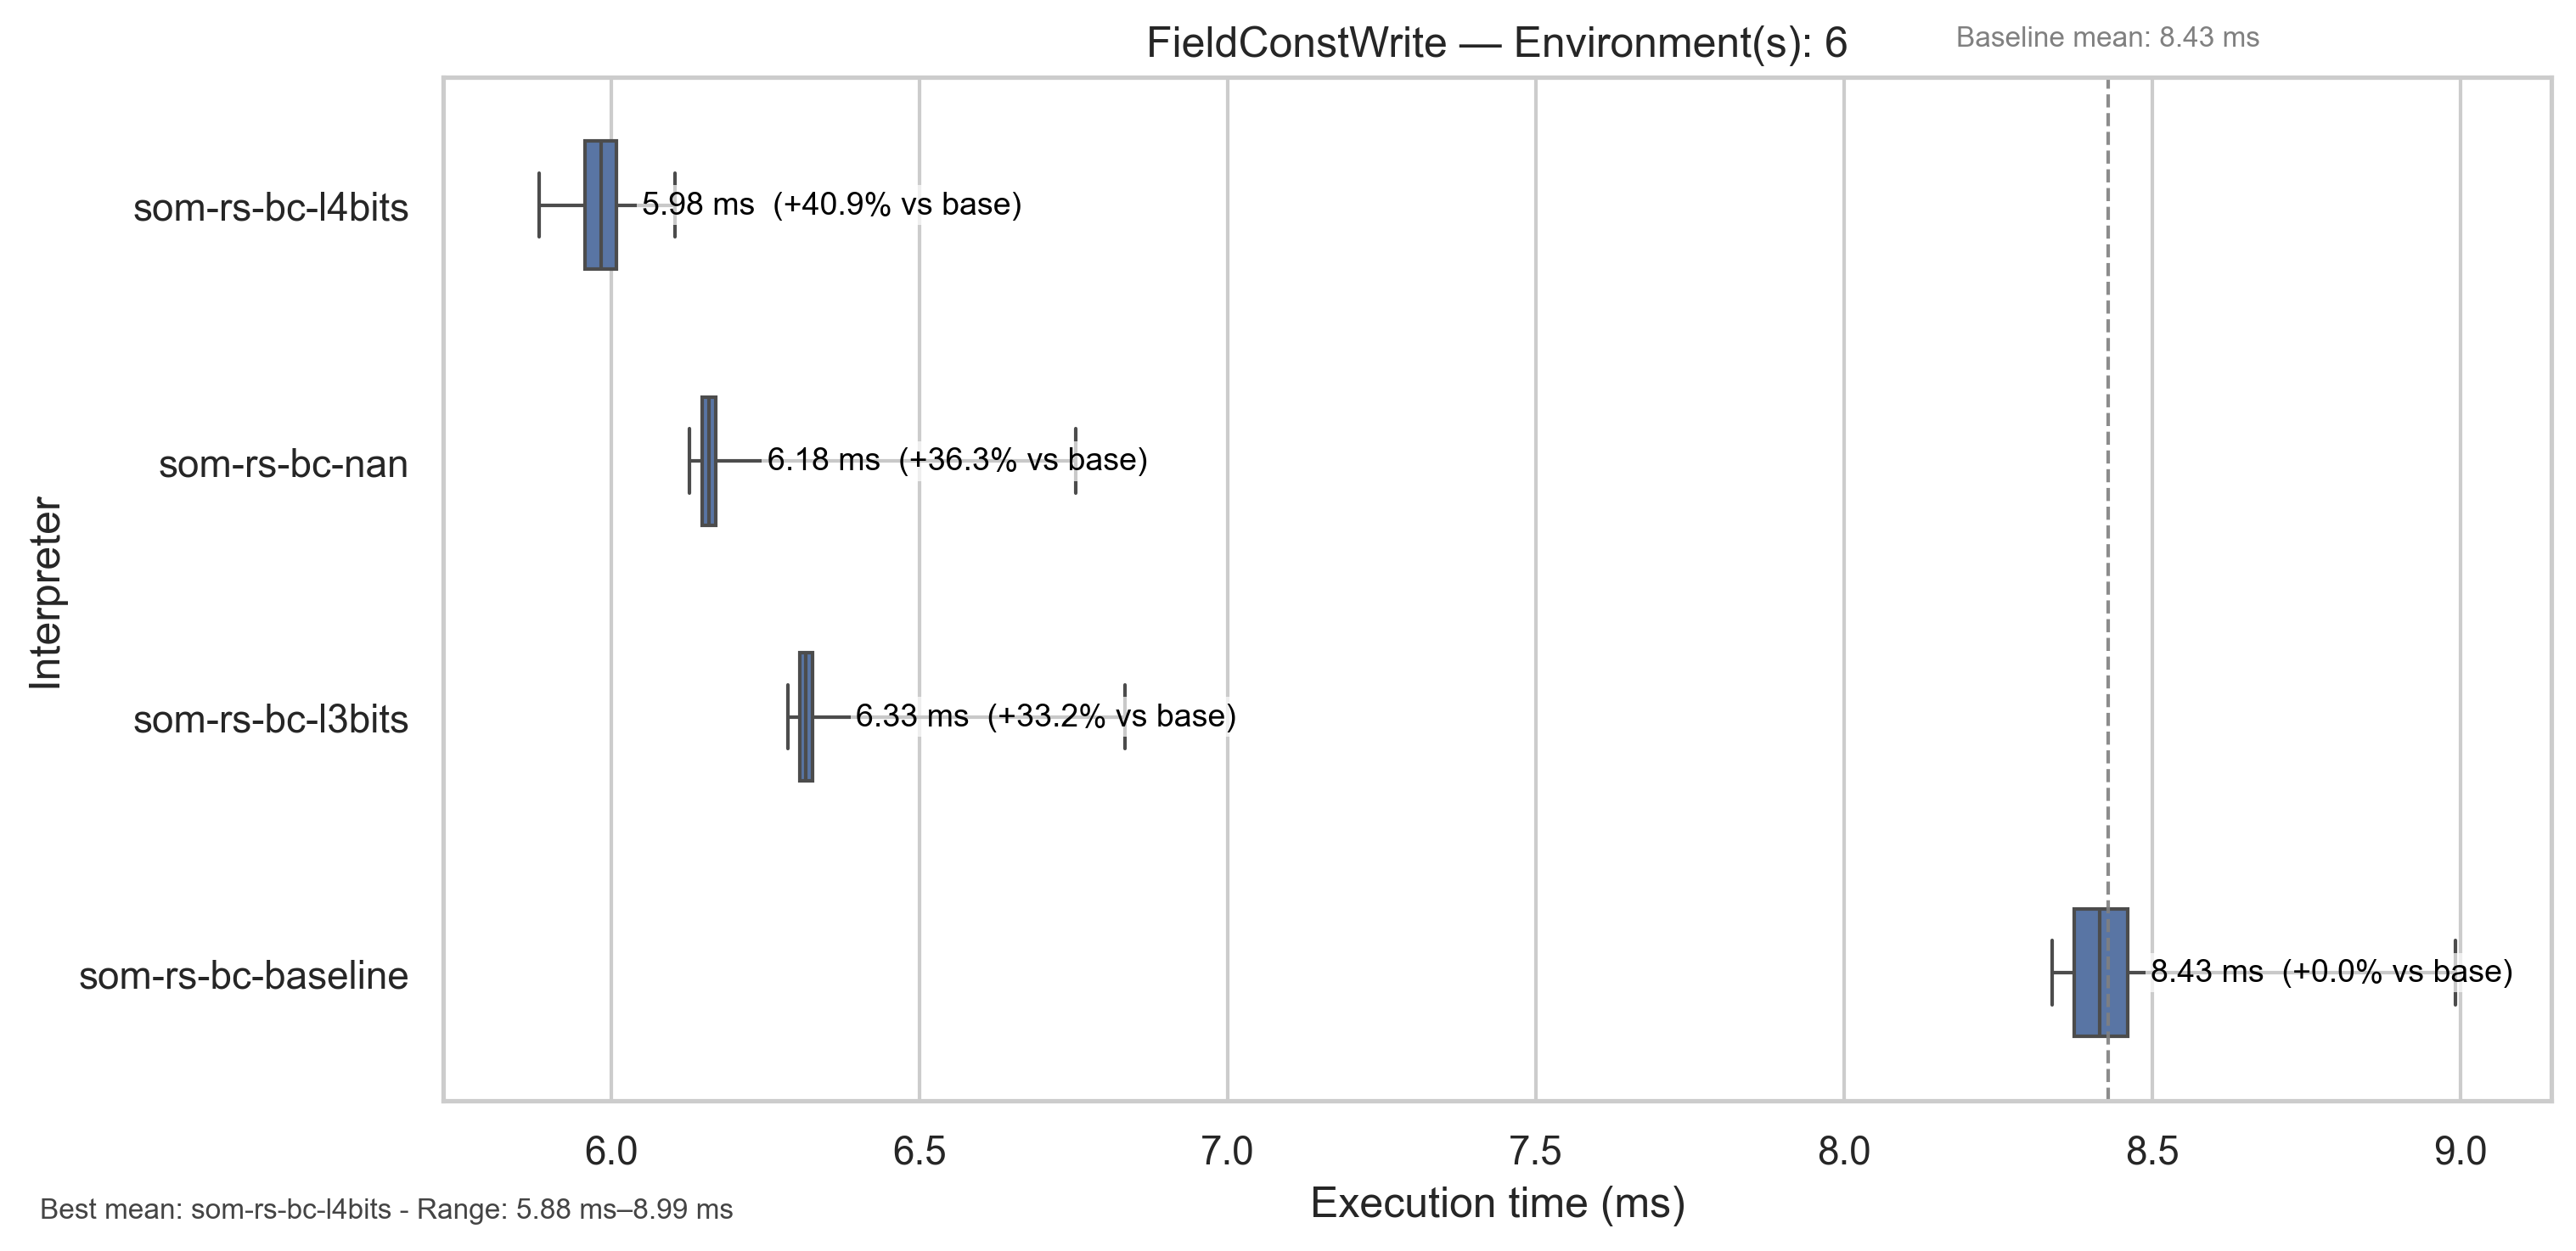 FieldConstWrite — Environment(s): 6
Baseline mean: 8.43 ms
Interpreter
som-rs-bc-l4bits
5.98 ms (+40.9% vs base)
som-rs-bc-nan
6.18 ms (+36.3% vs base)
som-rs-bc-l3bits
6.33 ms (+33.2% vs base)
som-rs-bc-baseline
8.43 ms (+0.0% vs base)
6.0 6.5 7.0 7.5 8.0 8.5 9.0
Execution time (ms)
Best mean: som-rs-bc-l4bits - Range: 5.88 ms–8.99 ms